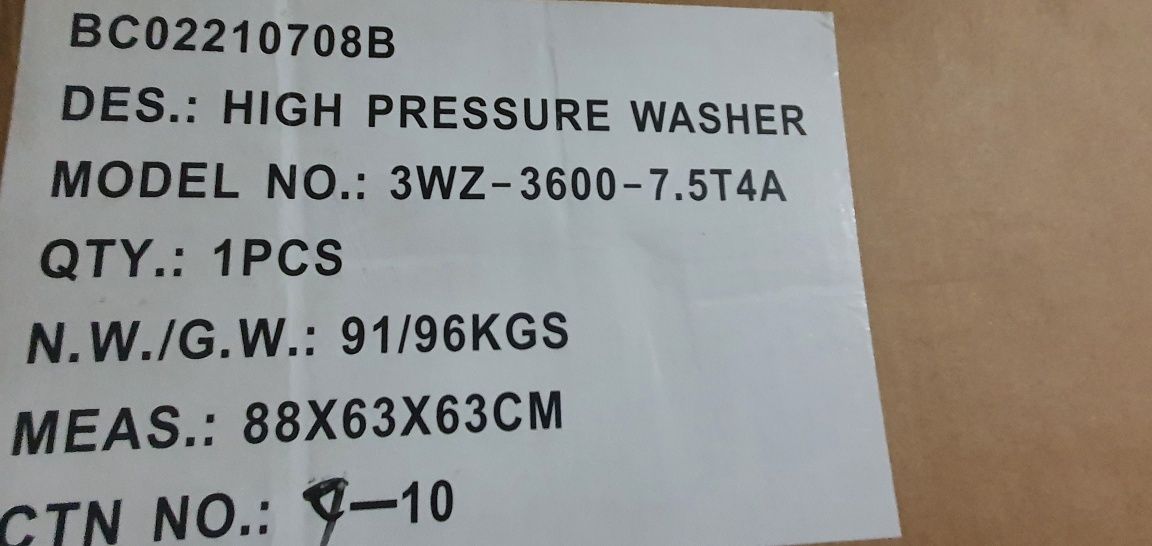 BC02210708B
DES.: HIGH PRESSURE WASHER
MODEL NO.: 3WZ-3600-7.5T4A
QTY.: 1PCS
N.W./G.W.: 91/96KGS
MEAS.: 88X63X63CM
CTN NO.: 9-10